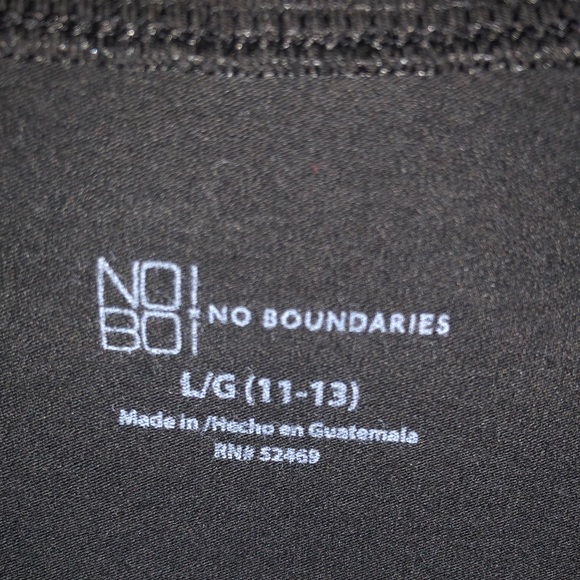 NO
BO
NO BOUNDARIES
L/G (11-13)
Made in /Hecho en Guatemala
RN# 52469